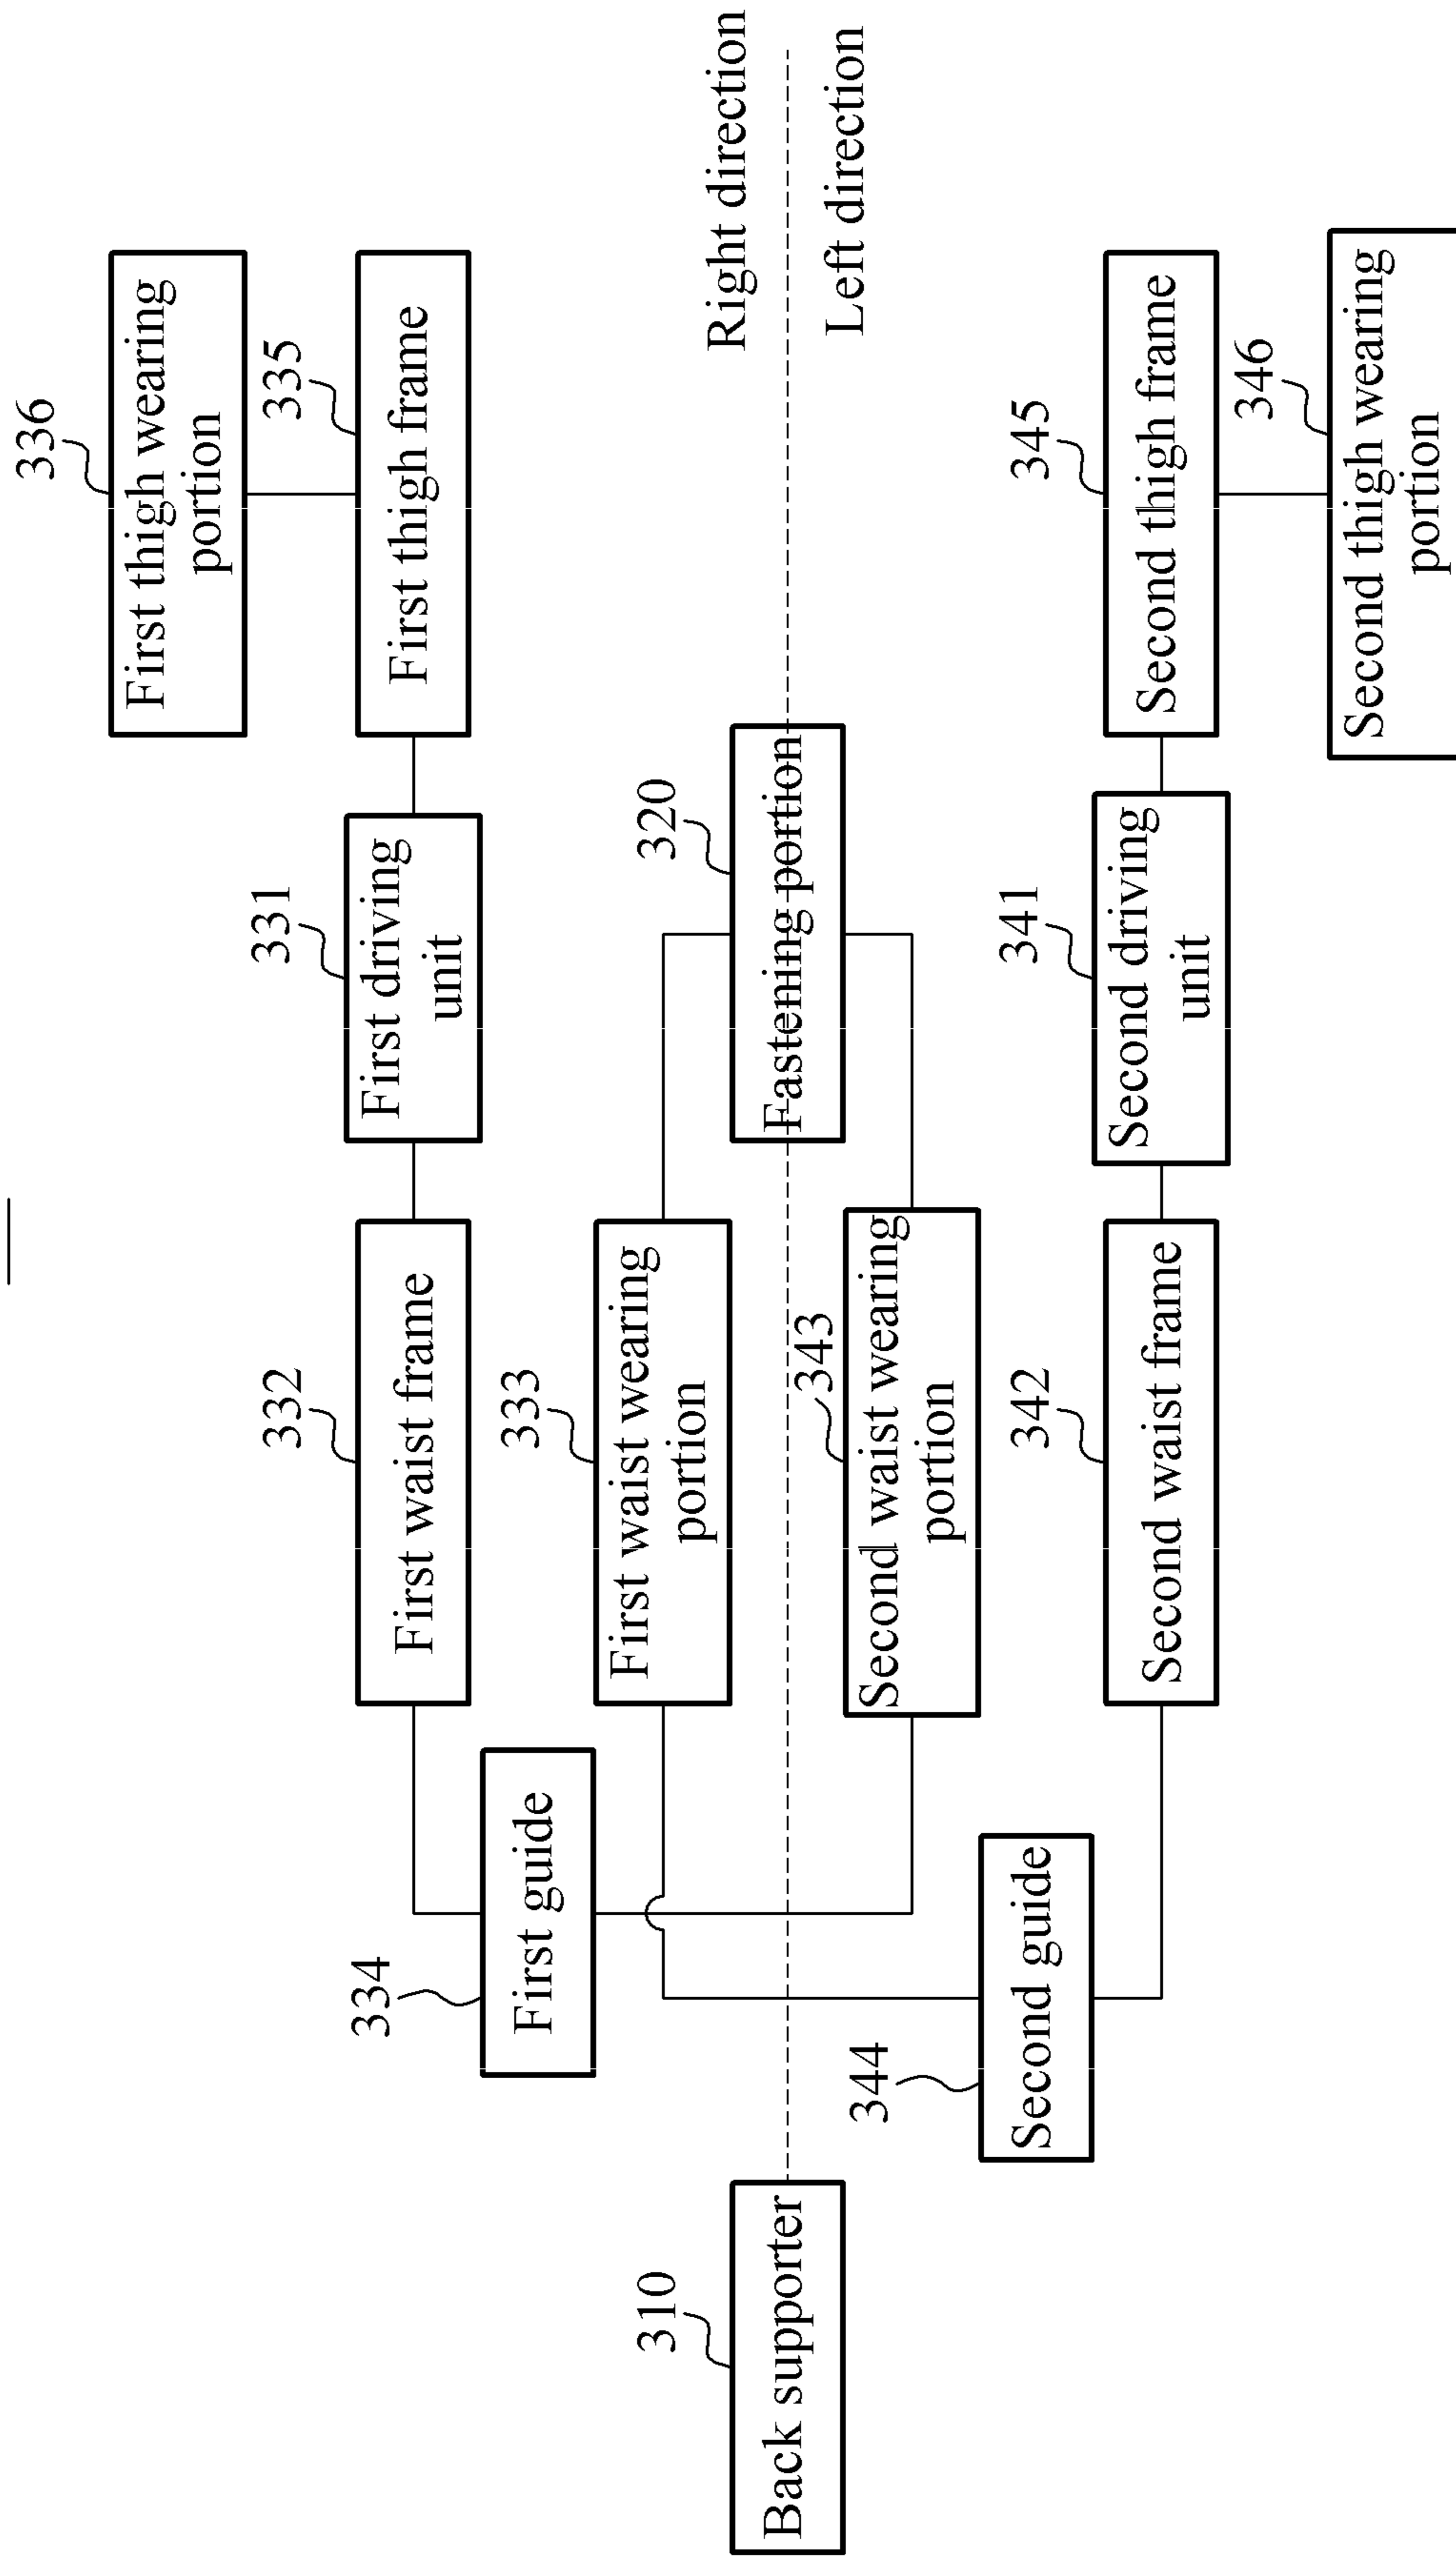 336
First thigh wearing
portion
335
First thigh frame
331
First driving
unit
332
First waist frame
333
First waist wearing
portion
334
First guide
Right direction
Left direction
320
Fastening portion
310
Back supporter
343
Second waist wearing
portion
344
Second guide
342
Second waist frame
341
Second driving
unit
345
Second thigh frame
346
Second thigh wearing
portion